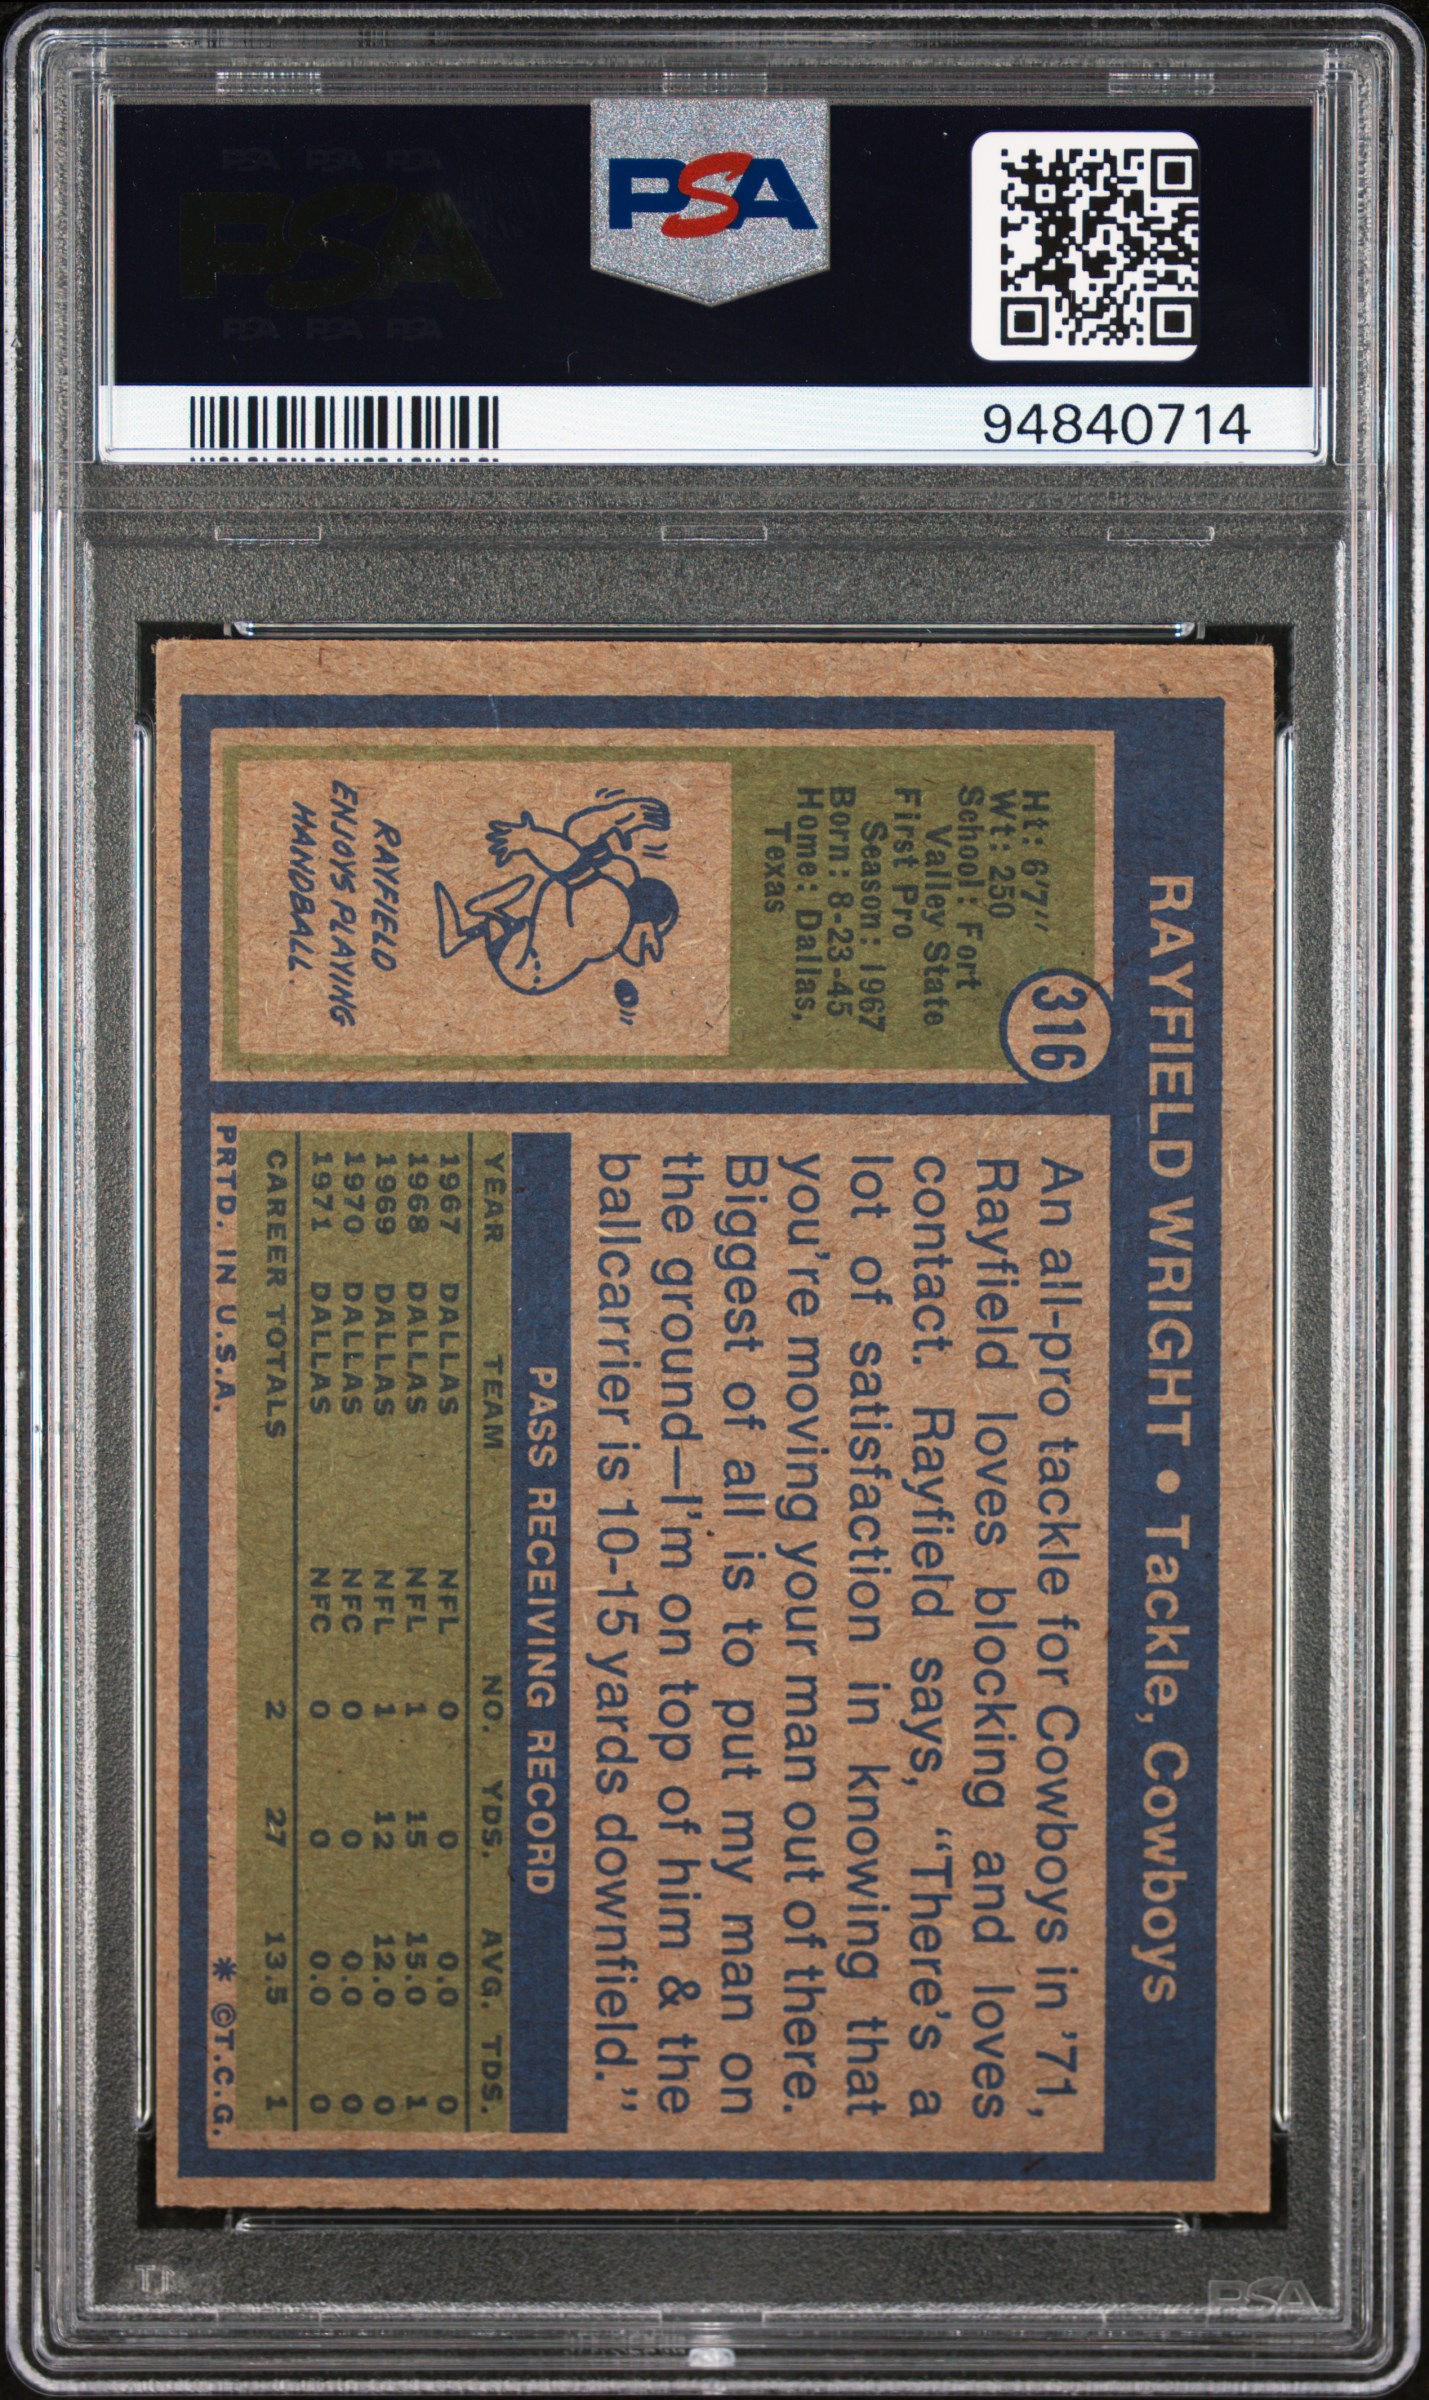 PSA PSA PSA
PSA
PSA PSA PSA
PSA
94840714
RAYFIELD WRIGHT • Tackle, Cowboys
316
Ht: 6'7"
Wt: 250
School: Fort
Valley State
First Pro
Season: 1967
Born: 8-23-45
Home: Dallas,
Texas
RAYFIELD
ENJOYS PLAYING
HANDBALL.
An all-pro tackle for Cowboys in '71,
Rayfield loves blocking and loves
contact. Rayfield says, "There's a
lot of satisfaction in knowing that
you're moving your man out of there.
Biggest of all is to put my man on
the ground—I'm on top of him & the
ballcarrier is 10-15 yards downfield."
PASS RECEIVING RECORD
YEAR TEAM NO. YDS. AVG. TDS.
1967 DALLAS NFL 0 0 0.0 0
1968 DALLAS NFL 1 15 15.0 1
1969 DALLAS NFL 1 12 12.0 0
1970 DALLAS NFC 0 0 0.0 0
1971 DALLAS NFC 0 0 0.0 0
CAREER TOTALS 2 27 13.5 1
PRTD. IN U.S.A. * ©T.C.G.
PSA